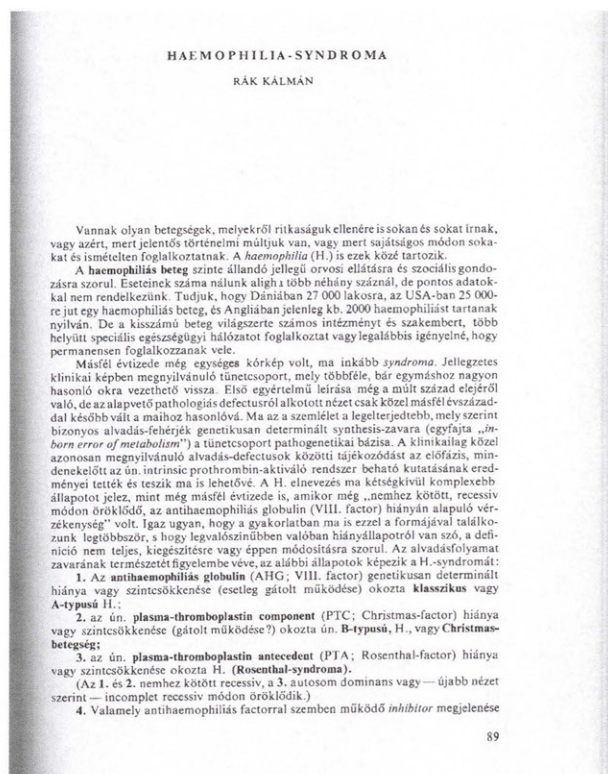 HAEMOPHILIA-SYNDROMA
RÁK KÁLMÁN
Vannak olyan betegségek, melyekről ritkaságuk ellenére is sokan és sokat írnak,
vagy azért, mert jelentős történelmi múltjuk van, vagy mert sajátságos módon soka-
kat és ismételten foglalkoztatnak. A haemophilia (H.) is ezek közé tartozik.
A haemophiliás beteg szinte állandó jellegű orvosi ellátásra és szociális gondo-
zásra szorul. Eseteinek száma nálunk aligh több néhány száznál, de pontos adatok-
kal nem rendelkezünk. Tudjuk, hogy Dániában 27 000 lakosra, az USA-ban 25 000-
re jut egy haemophiliás beteg, és Angliában jelenleg kb. 2000 haemophiliást tartanak
nyilván. De a kisszámú beteg világszerte számos intézményt és szakembert, több
helyütt speciális egészségügyi hálózatot foglalkoztat vagy legalábbis igényelné, hogy
permanensen foglalkozzanak vele.
Másfél évtizede még egységes kórkép volt, ma inkább syndroma. Jellegzetes
klinikai képben megnyilvánuló tünetcsoport, mely többféle, bár egymáshoz nagyon
hasonló okra vezethető vissza. Első egyértelmű leírása még a múlt század elejéről
való, de az alapvető pathologiás defectusról alkotott nézet csak közel másfél évszázad-
dal később vált a maihoz hasonlóvá. Ma az a szemlélet a legelterjedtebb, mely szerint
bizonyos alvadás-fehérjék genetikusan determinált synthesis-zavara (egyfajta „in-
born error of metabolism") a tünetcsoport pathogenetikai bázisa. A klinikailag közel
azonosan megnyilvánuló alvadás-defectusok közötti tájékozódást az előfázis, min-
denekelőtt az ún. intrinsic prothrombin-aktiváló rendszer beható kutatásának ered-
ményei tették és teszik ma is lehetővé. A H. elnevezés ma kétségkívül komplexebb
állapotot jelez, mint még másfél évtizede is, amikor még „nemhez kötött, recessiv
módon öröklődő, az antihaemophiliás globulin (VIII. factor) hiányán alapuló vér-
zékenység" volt. Igaz ugyan, hogy a gyakorlatban ma is ezzel a formájával találko-
zunk legtöbbször, s hogy legvalószínűbben valóban hiányállapotról van szó, a defi-
nició nem teljes, kiegészítésre vagy éppen módosításra szorul. Az alvadásfolyamat
zavarának természetét figyelembe véve, az alábbi állapotok képezik a H.-syndromát:
1. Az antihaemophiliás globulin (AHG; VIII. factor) genetikusan determinált
hiánya vagy szintcsökkenése (esetleg gátolt működése) okozta klasszikus vagy
A-typusú H.;
2. az ún. plasma-thromboplastin component (PTC; Christmas-factor) hiánya
vagy szintcsökkenése (gátolt működése?) okozta ún. B-typusú, H., vagy Christmas-
betegség;
3. az ún. plasma-thromboplastin antecedent (PTA; Rosenthal-factor) hiánya
vagy szintcsökkenése okozta H. (Rosenthal-syndroma).
(Az 1. és 2. nemhez kötött recessiv, a 3. autosom dominans vagy — újabb nézet
szerint — incomplet recessiv módon öröklődik.)
4. Valamely antihaemophiliás factorral szemben működő inhibitor megjelenése
89